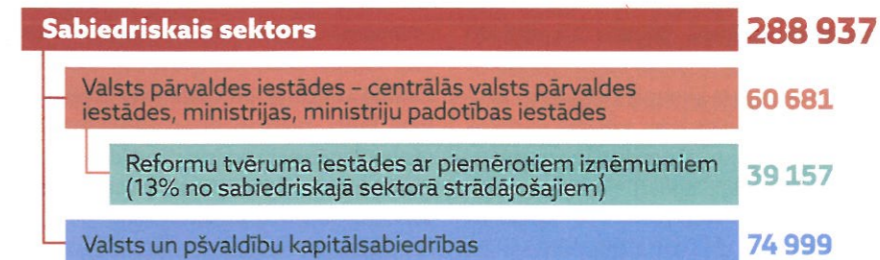 Sabiedriskais sektors 288 937
Valsts pārvaldes iestādes – centrālās valsts pārvaldes
iestādes, ministrijas, ministriju padotības iestādes 60 681
Reformu tvēruma iestādes ar piemērotiem izņēmumiem
(13% no sabiedriskajā sektorā strādājošajiem) 39 157
Valsts un pšvaldību kapitālsabiedrības 74 999